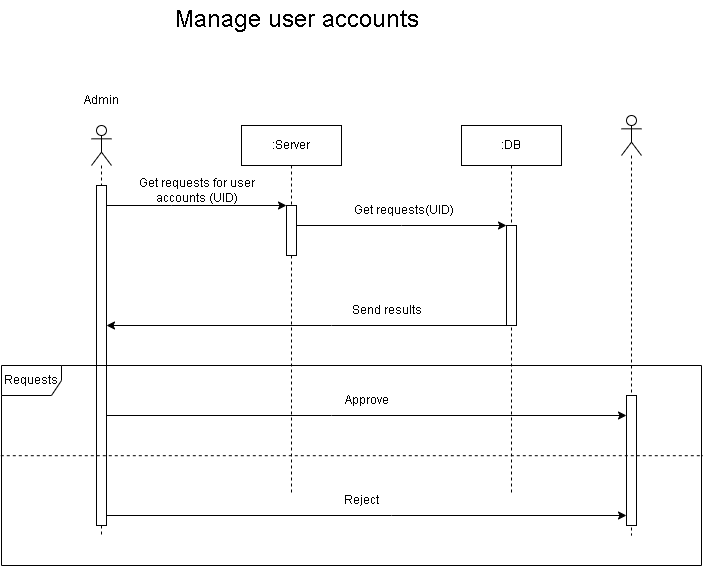 Manage user accounts
Admin
:Server
:DB
Get requests for user
accounts (UID)
Get requests(UID)
Send results
Requests
Approve
Reject